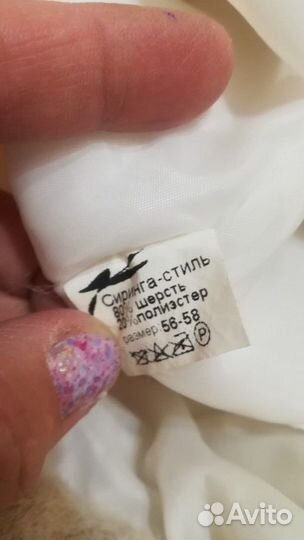 Сиринга-стиль
80% шерсть
20% полиэстер
размер 56-58
P
Avito